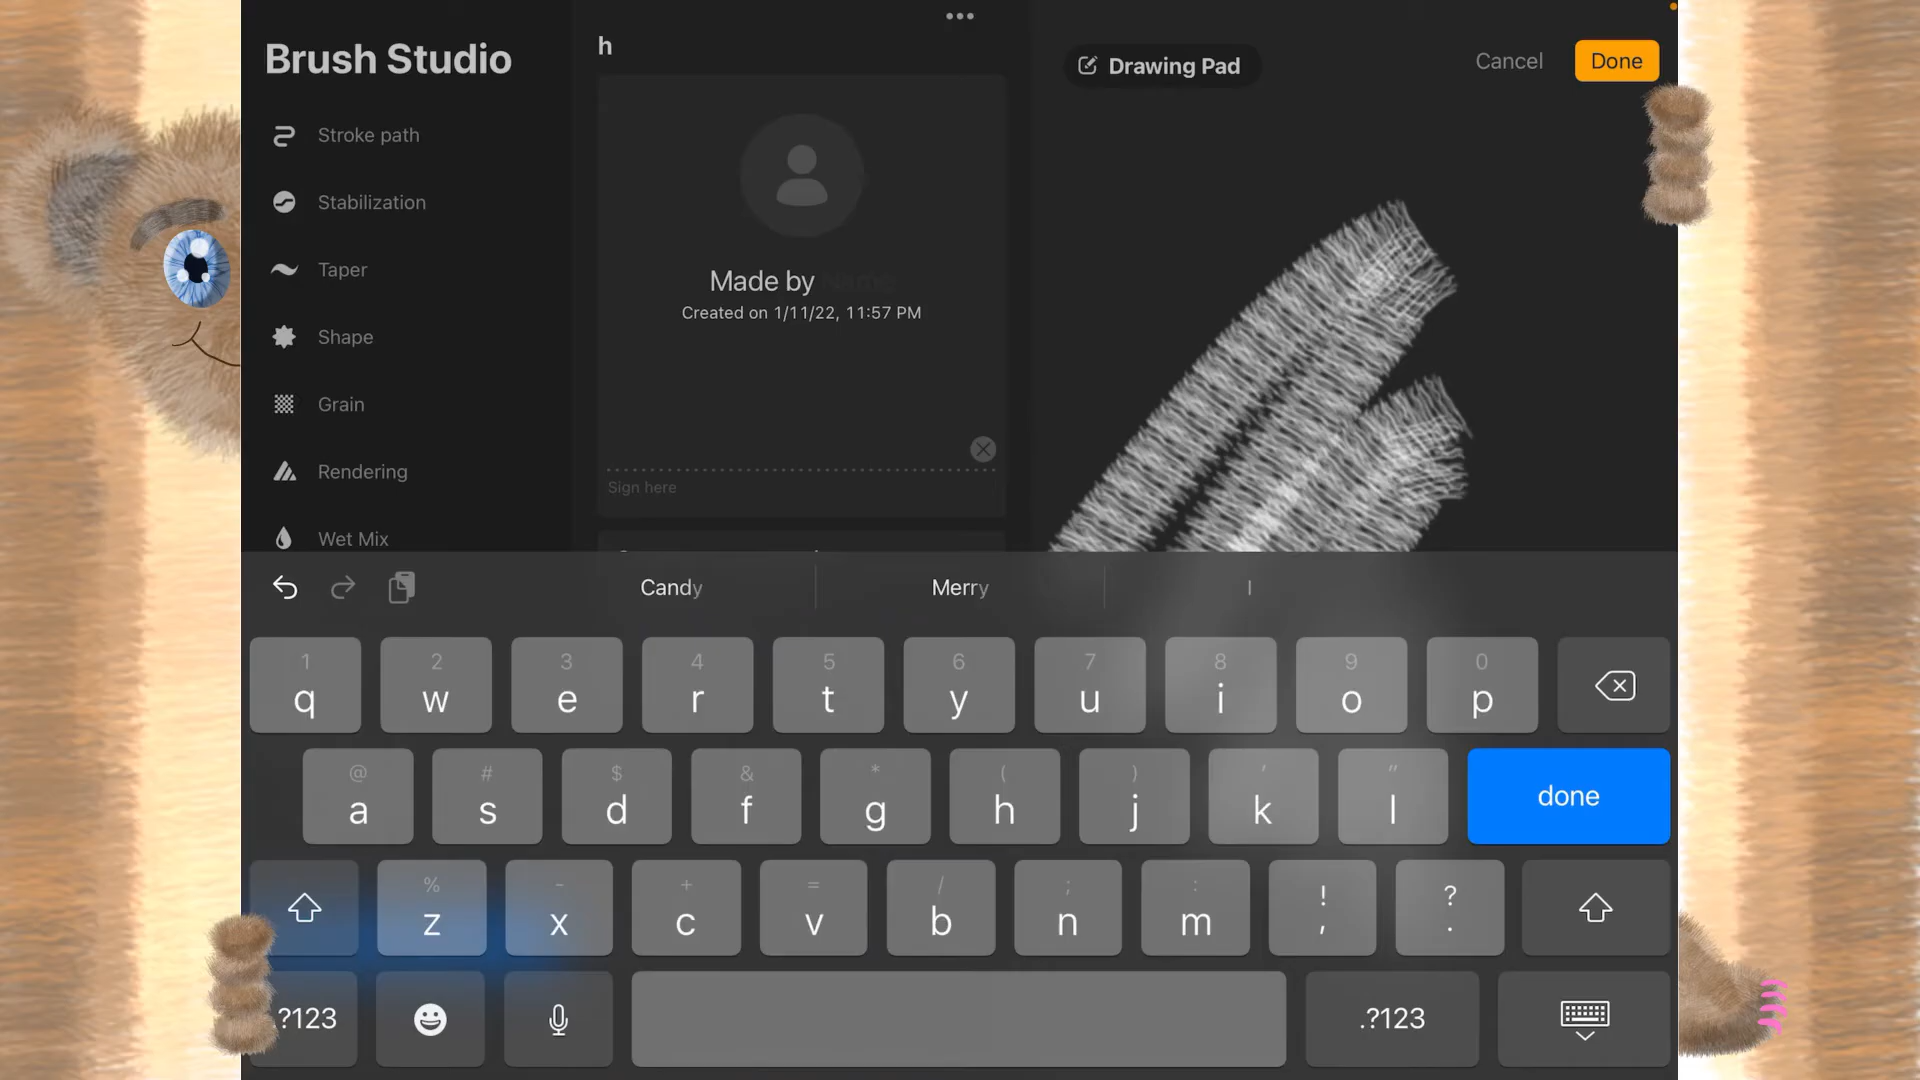 Brush Studio
h
Drawing Pad
Cancel
Done
Stroke path
Stabilization
Taper
Shape
Grain
Rendering
Wet Mix
Made by Name
Created on 1/11/22, 11:57 PM
Sign here
Candy
Merry
I
1 2 3 4 5 6 7 8 9 0
q w e r t y u i o p
@ # $ & * ( ) ' "
a s d f g h j k l done
% - + = / ; : ! ?
z x c v b n m , .
.?123 .?123